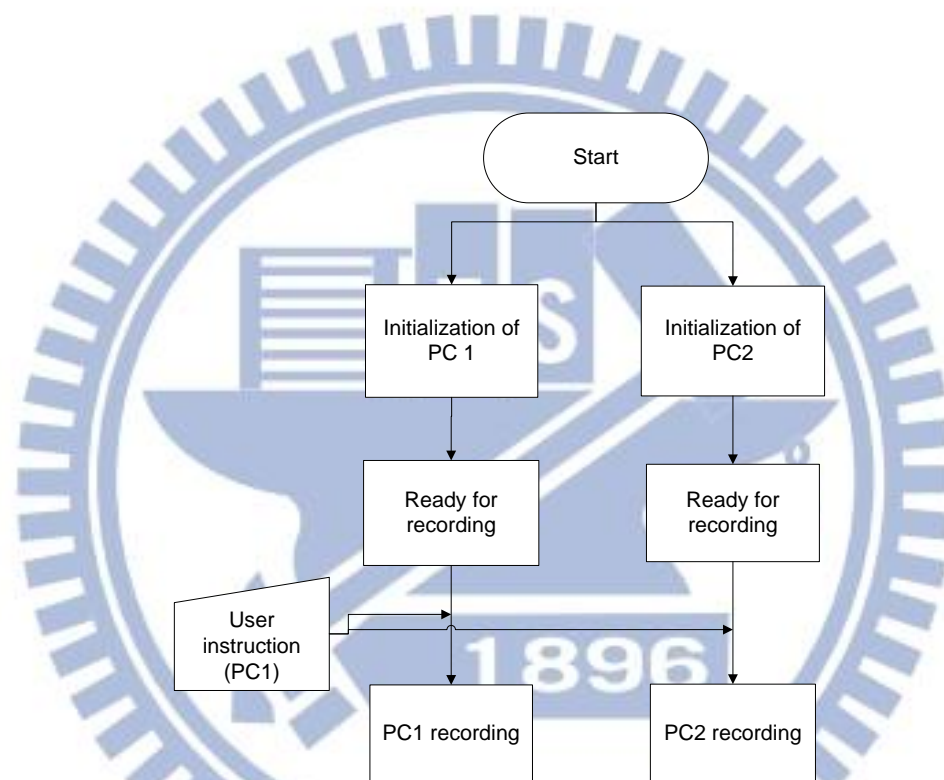 Start
Initialization of
PC 1
Initialization of
PC2
Ready for
recording
Ready for
recording
User
instruction
(PC1)
1896
PC1 recording
PC2 recording